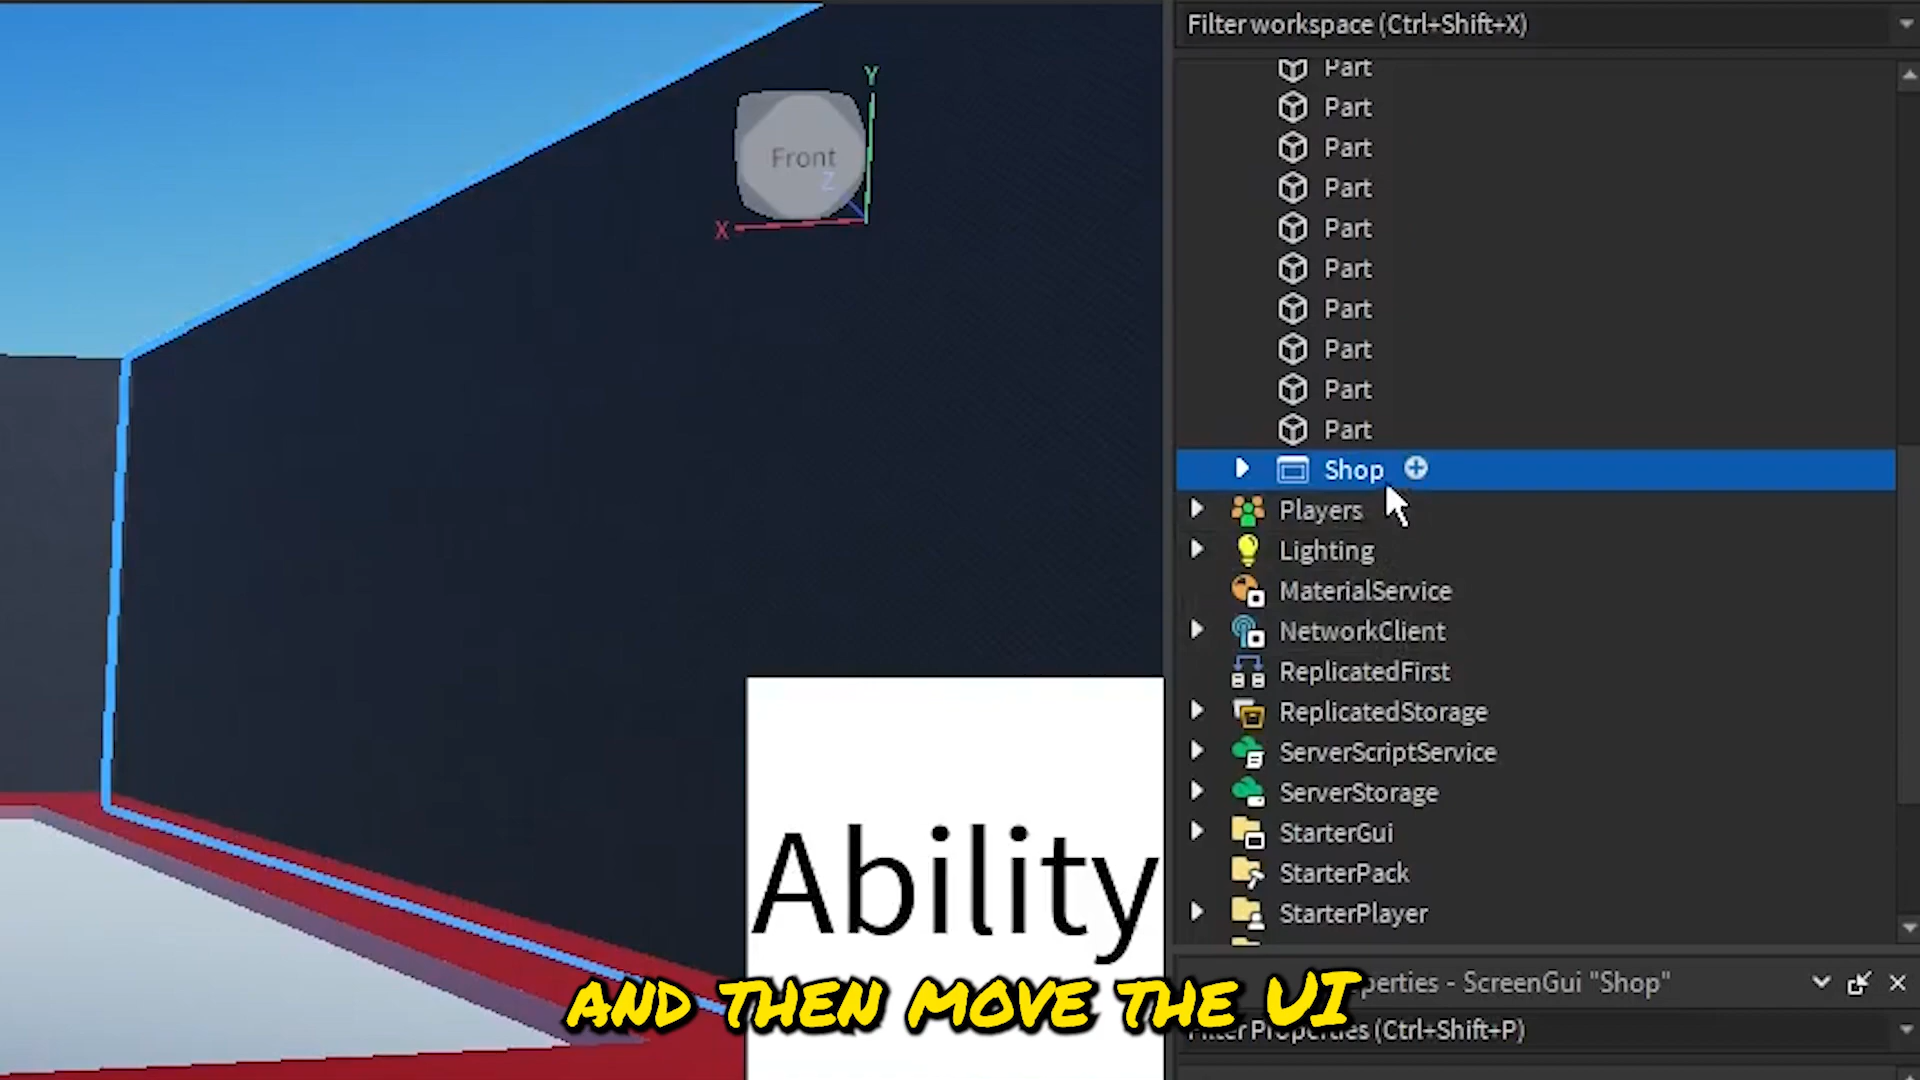 Filter workspace (Ctrl+Shift+X)
Part
Part
Part
Part
Part
Part
Part
Part
Part
Part
Shop
Players
Lighting
MaterialService
NetworkClient
ReplicatedFirst
ReplicatedStorage
ServerScriptService
ServerStorage
StarterGui
StarterPack
StarterPlayer
perties - ScreenGui "Shop"
Filter Properties (Ctrl+Shift+P)
Y
Front
Z
X
Ability
AND THEN MOVE THE UI